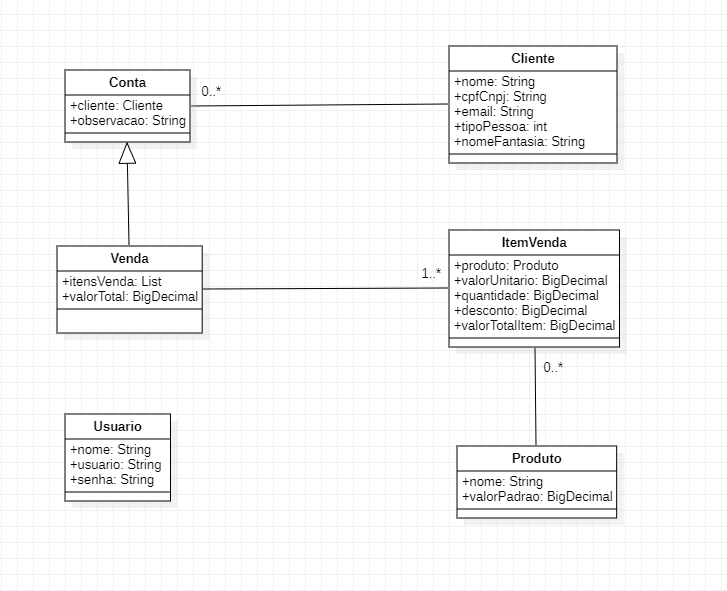 Conta
+cliente: Cliente
+observacao: String
0..*
Cliente
+nome: String
+cpfCnpj: String
+email: String
+tipoPessoa: int
+nomeFantasia: String
Venda
+itensVenda: List
+valorTotal: BigDecimal
1..*
ItemVenda
+produto: Produto
+valorUnitario: BigDecimal
+quantidade: BigDecimal
+desconto: BigDecimal
+valorTotalItem: BigDecimal
0..*
Usuario
+nome: String
+usuario: String
+senha: String
Produto
+nome: String
+valorPadrao: BigDecimal